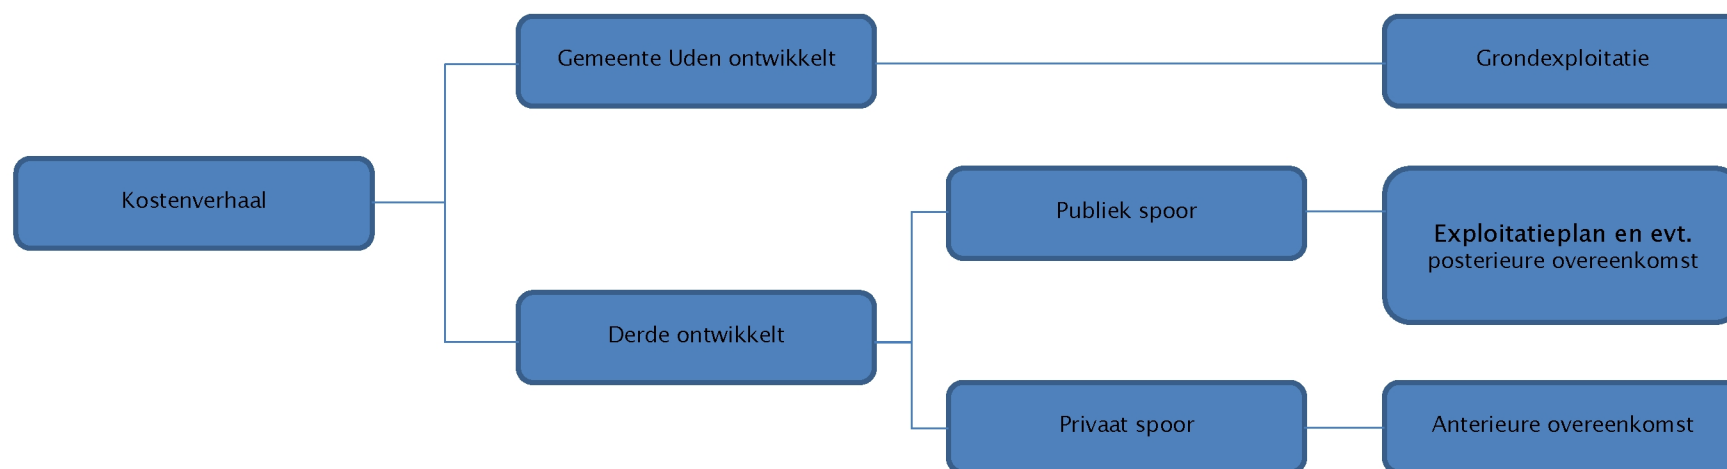 Gemeente Uden ontwikkelt
Grondexploitatie
Kostenverhaal
Publiek spoor
Exploitatieplan en evt.
posterieure overeenkomst
Derde ontwikkelt
Privaat spoor
Anterieure overeenkomst